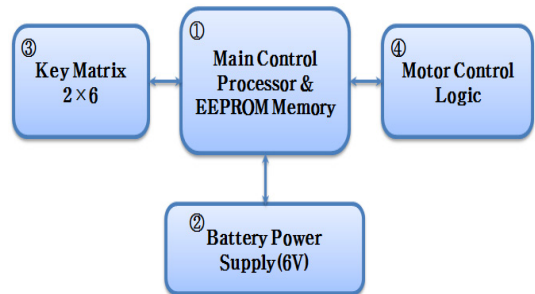 ①
Main Control
Processor &
EEPROM Memory
③
Key Matrix
2×6
④
Motor Control
Logic
②
Battery Power
Supply(6V)